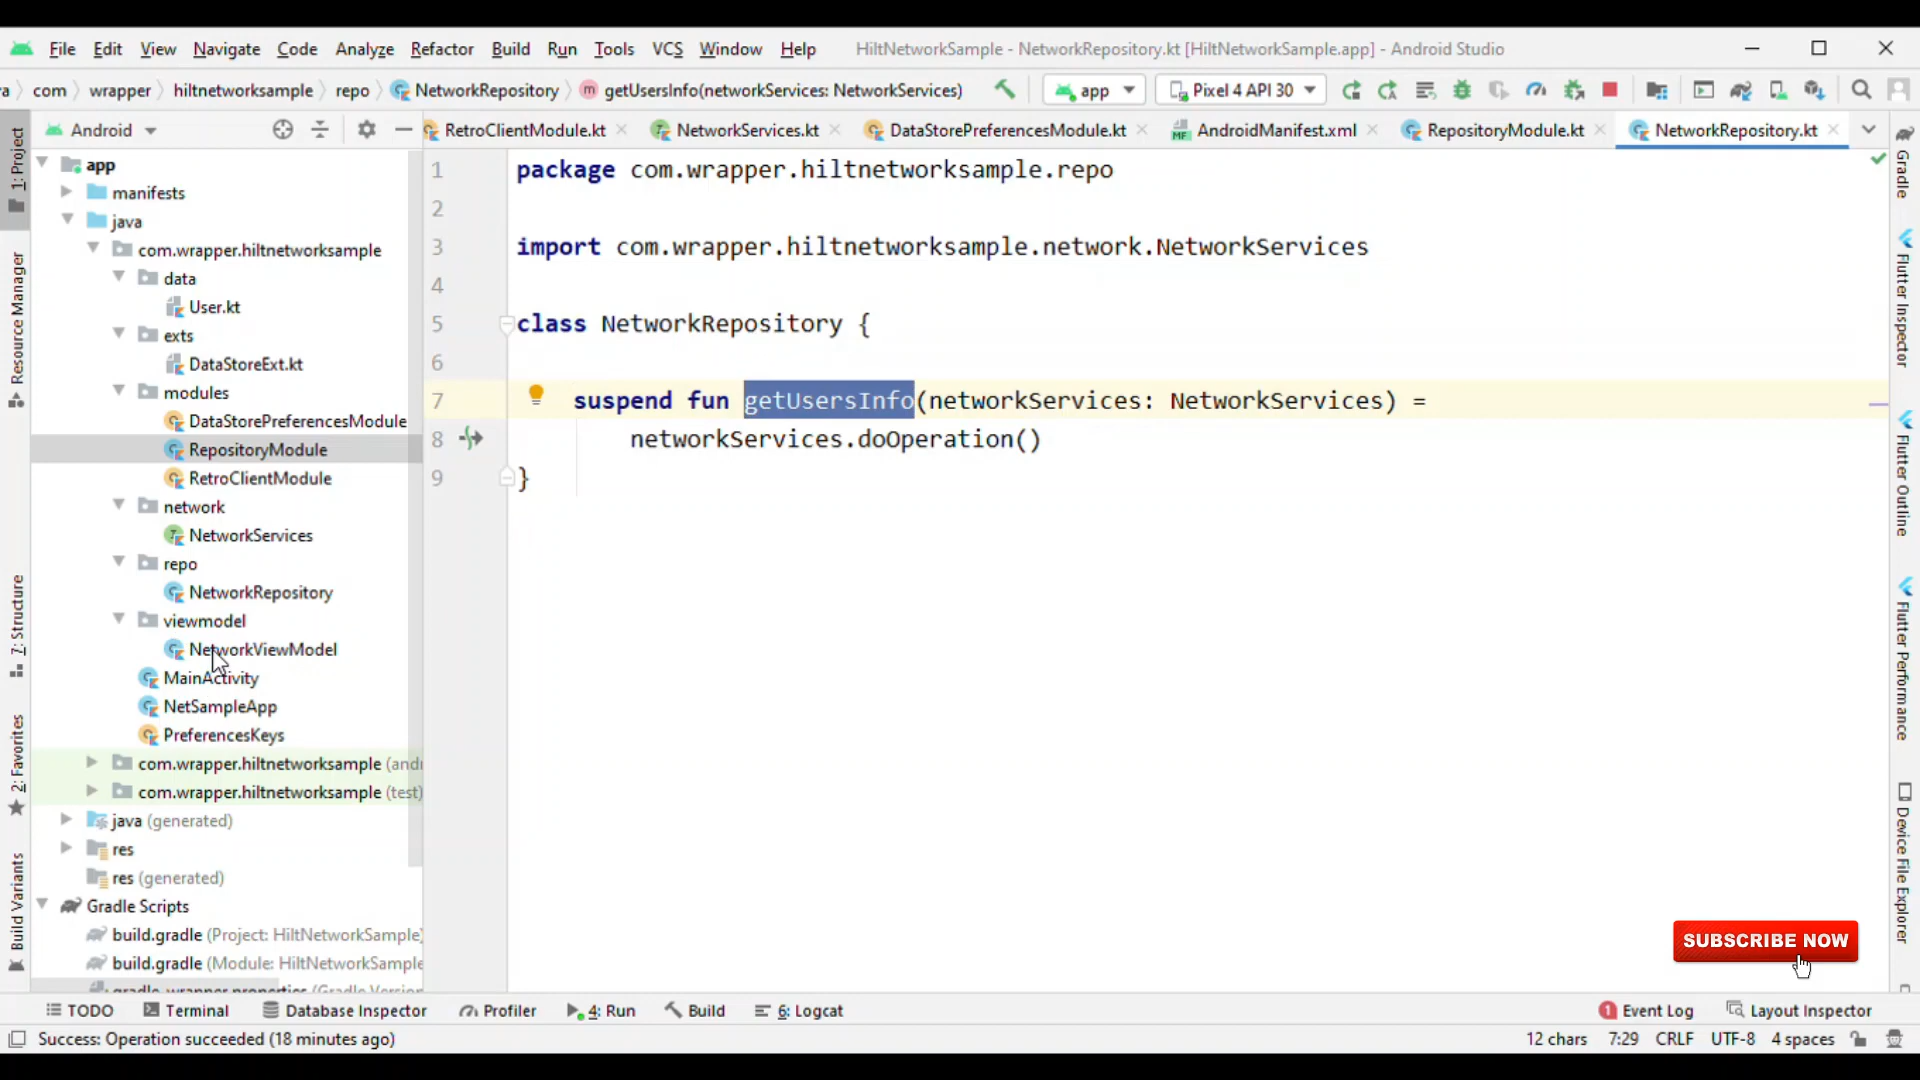 File Edit View Navigate Code Analyze Refactor Build Run Tools VCS Window Help HiltNetworkSample - NetworkRepository.kt [HiltNetworkSample.app] - Android Studio
com wrapper hiltnetworksample repo NetworkRepository getUsersInfo(networkServices: NetworkServices) app Pixel 4 API 30
Android
RetroClientModule.kt NetworkServices.kt DataStorePreferencesModule.kt AndroidManifest.xml RepositoryModule.kt NetworkRepository.kt
1: Project
Resource Manager
7: Structure
2: Favorites
Build Variants
app
manifests
java
com.wrapper.hiltnetworksample
data
User.kt
exts
DataStoreExt.kt
modules
DataStorePreferencesModule
RepositoryModule
RetroClientModule
network
NetworkServices
repo
NetworkRepository
viewmodel
NetworkViewModel
MainActivity
NetSampleApp
PreferencesKeys
com.wrapper.hiltnetworksample (andr
com.wrapper.hiltnetworksample (test)
java (generated)
res
res (generated)
Gradle Scripts
build.gradle (Project: HiltNetworkSample)
build.gradle (Module: HiltNetworkSample
gradle-wrapper.properties (Gradle Version
1 package com.wrapper.hiltnetworksample.repo
2
3 import com.wrapper.hiltnetworksample.network.NetworkServices
4
5 class NetworkRepository {
6
7 suspend fun getUsersInfo(networkServices: NetworkServices) =
8 networkServices.doOperation()
9 }
Gradle
Flutter Inspector
Flutter Outline
Flutter Performance
Device File Explorer
SUBSCRIBE NOW
TODO Terminal Database Inspector Profiler 4: Run Build 6: Logcat 1 Event Log Layout Inspector
Success: Operation succeeded (18 minutes ago) 12 chars 7:29 CRLF UTF-8 4 spaces